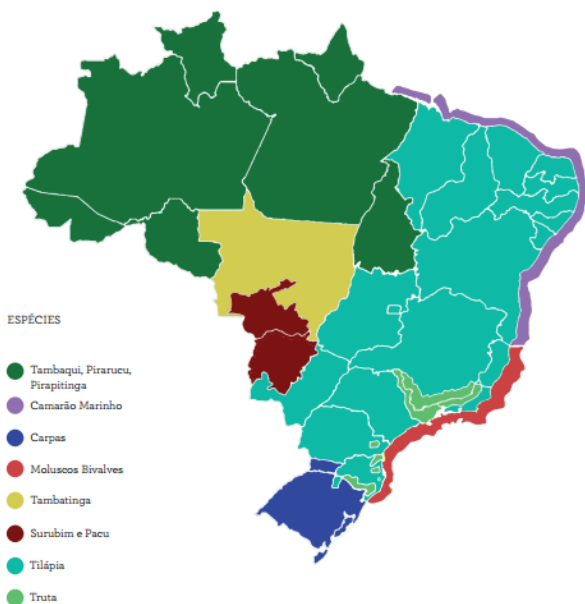 ESPÉCIES
Tambaqui, Pirarucu,
Pirapitinga
Camarão Marinho
Carpas
Moluscos Bivalves
Tambatinga
Surubim e Pacu
Tilápia
Truta